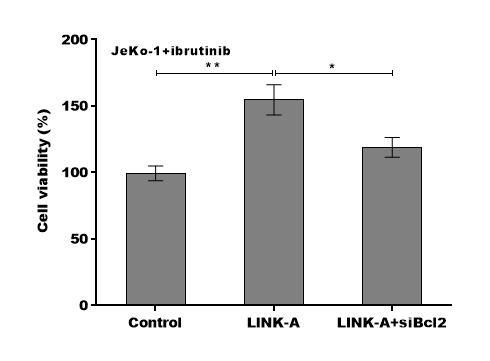 200
JeKo-1+ibrutinib
** *
150
100
50
0
Cell viability (%)
Control LINK-A LINK-A+siBcl2